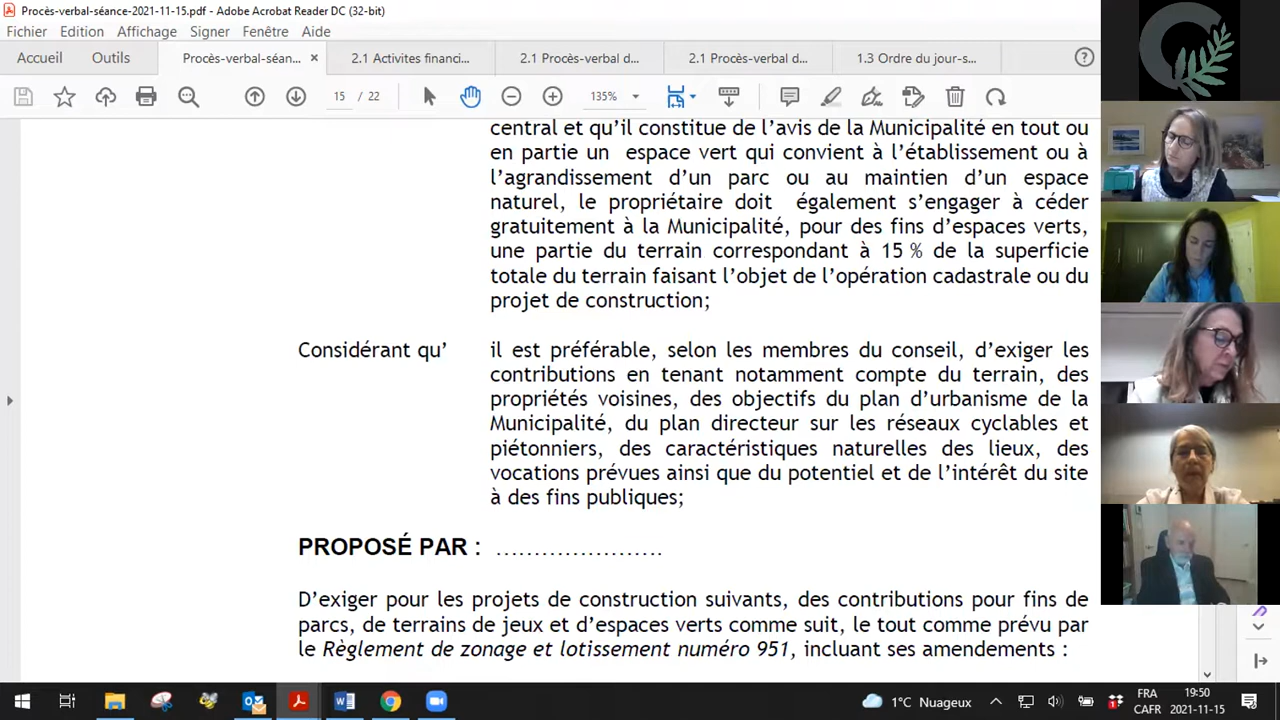 Procès-verbal-séance-2021-11-15.pdf - Adobe Acrobat Reader DC (32-bit)
Fichier Edition Affichage Signer Fenêtre Aide
Accueil Outils Procès-verbal-séan... × 2.1 Activites financi... 2.1 Procès-verbal d... 2.1 Procès-verbal d... 1.3 Ordre du jour-s...
15 / 22 135%
central et qu’il constitue de l’avis de la Municipalité en tout ou
en partie un espace vert qui convient à l’établissement ou à
l’agrandissement d’un parc ou au maintien d’un espace
naturel, le propriétaire doit également s’engager à céder
gratuitement à la Municipalité, pour des fins d’espaces verts,
une partie du terrain correspondant à 15 % de la superficie
totale du terrain faisant l’objet de l’opération cadastrale ou du
projet de construction;
Considérant qu’ il est préférable, selon les membres du conseil, d’exiger les
contributions en tenant notamment compte du terrain, des
propriétés voisines, des objectifs du plan d’urbanisme de la
Municipalité, du plan directeur sur les réseaux cyclables et
piétonniers, des caractéristiques naturelles des lieux, des
vocations prévues ainsi que du potentiel et de l’intérêt du site
à des fins publiques;
PROPOSÉ PAR : ......................
D’exiger pour les projets de construction suivants, des contributions pour fins de
parcs, de terrains de jeux et d’espaces verts comme suit, le tout comme prévu par
le Règlement de zonage et lotissement numéro 951, incluant ses amendements :
1°C Nuageux FRA 19:50
CAFR 2021-11-15